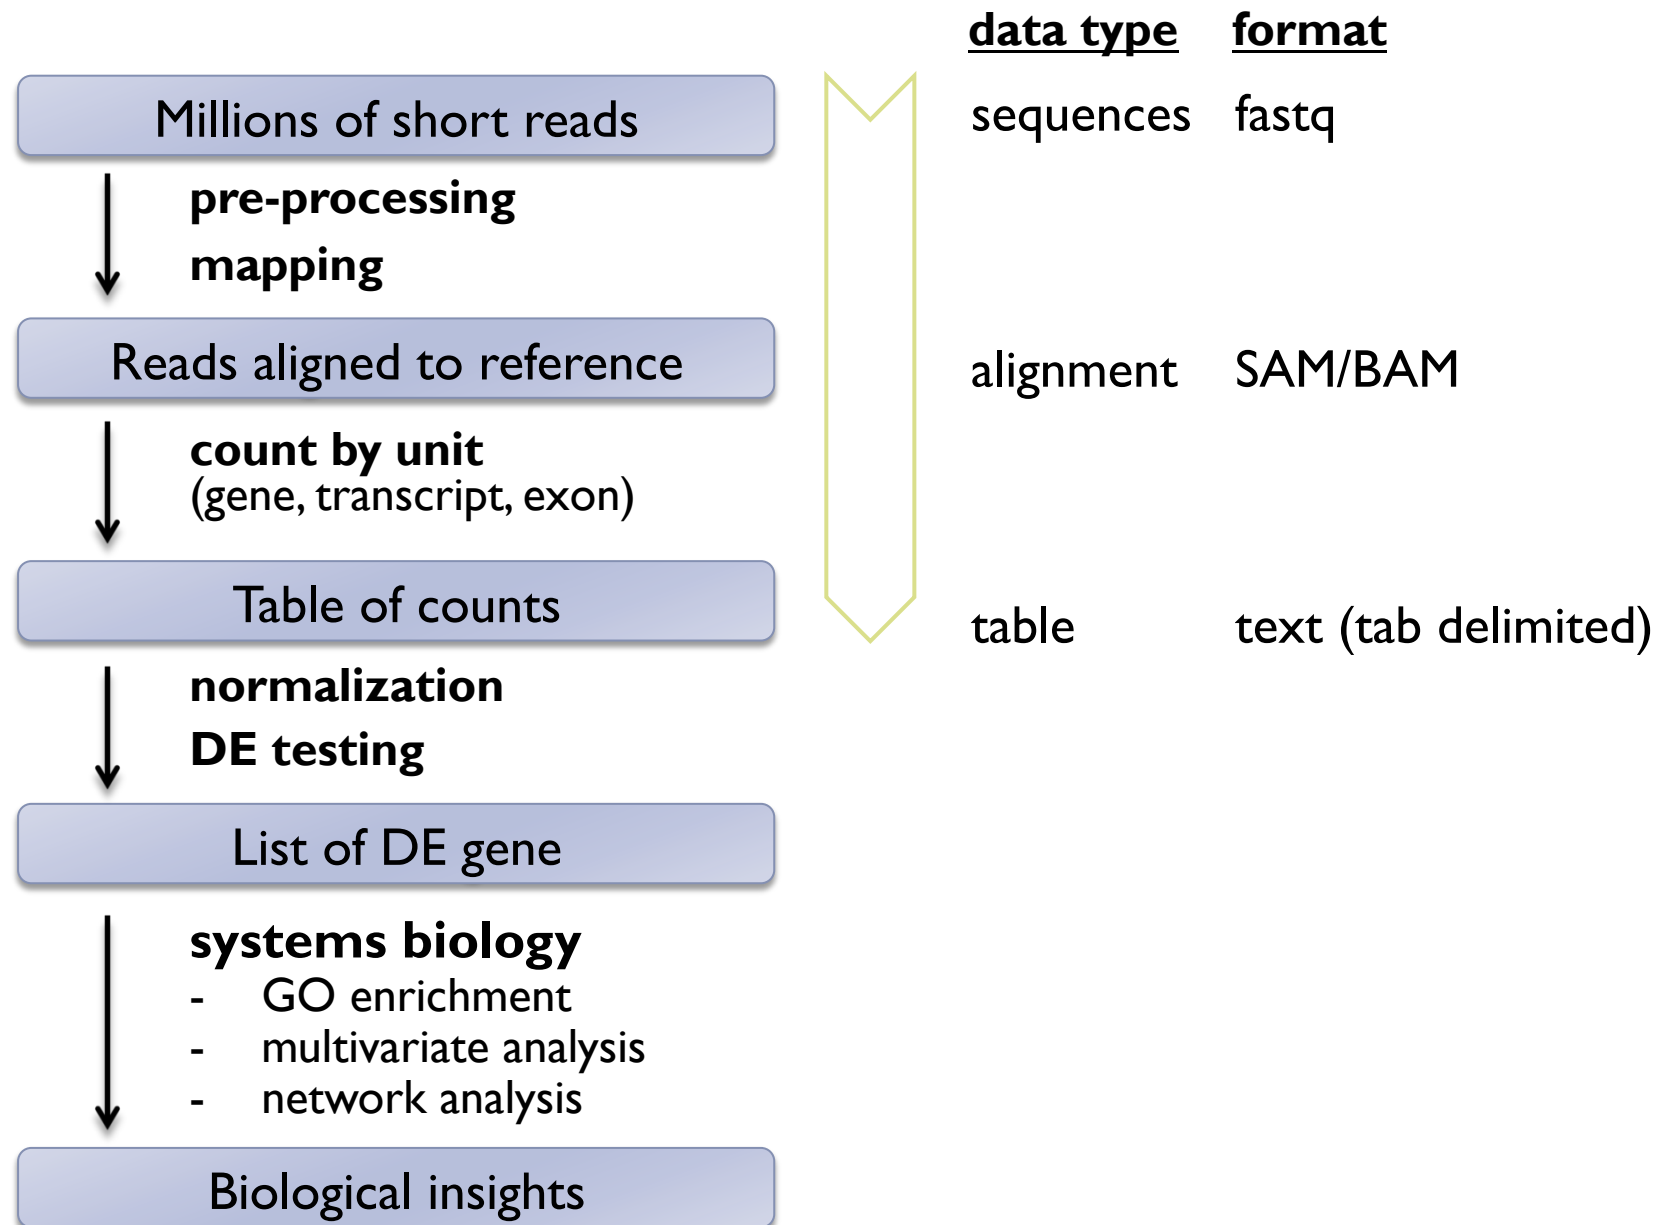 data type format
Millions of short reads
sequences fastq
pre-processing
mapping
Reads aligned to reference
alignment SAM/BAM
count by unit
(gene, transcript, exon)
Table of counts
table text (tab delimited)
normalization
DE testing
List of DE gene
systems biology
- GO enrichment
- multivariate analysis
- network analysis
Biological insights